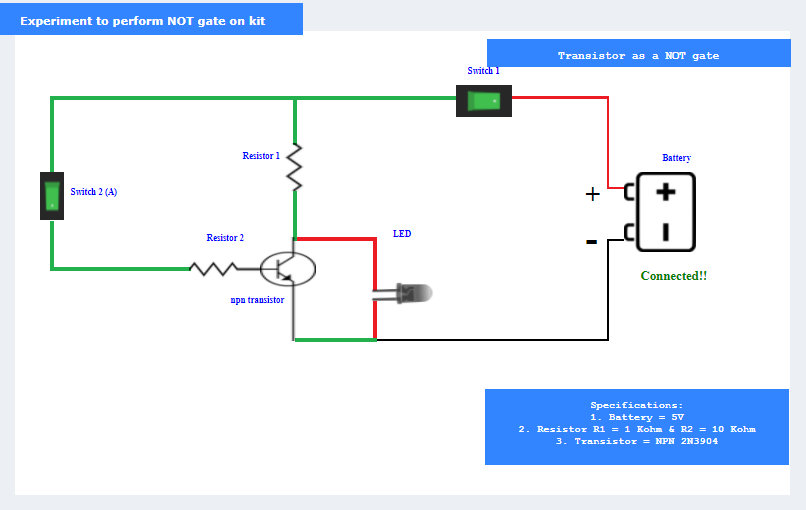 Experiment to perform NOT gate on kit
Transistor as a NOT gate
Switch 1
Resistor 1
Battery
Switch 2 (A)
+
Resistor 2
LED
-
npn transistor
Connected!!
Specifications:
1. Battery = 5V
2. Resistor R1 = 1 Kohm & R2 = 10 Kohm
3. Transistor = NPN 2N3904